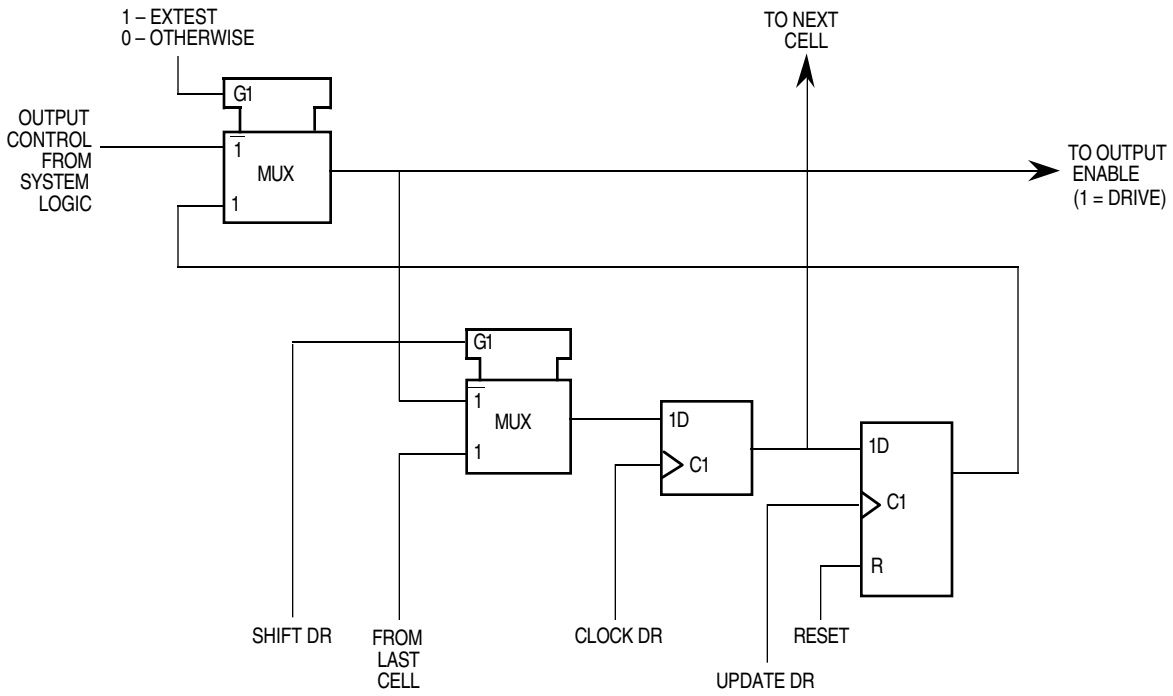 1 – EXTEST
0 – OTHERWISE
TO NEXT
CELL
G1
OUTPUT
CONTROL
FROM
SYSTEM
LOGIC
1
MUX
1
TO OUTPUT
ENABLE
(1 = DRIVE)
G1
1
MUX
1
1D
C1
1D
C1
R
SHIFT DR
FROM
LAST
CELL
CLOCK DR
RESET
UPDATE DR